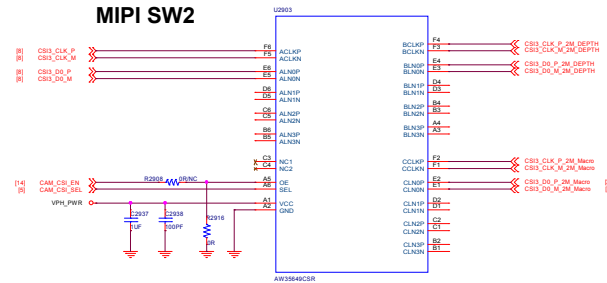 MIPI SW2
U2903
[8] CSI3_CLK_P F6 ACLKP BCLKP F4 CSI3_CLK_P_2M_DEPTH
[8] CSI3_CLK_M F5 ACLKN BCLKN F3 CSI3_CLK_M_2M_DEPTH
[8] CSI3_D0_P E6 ALN0P BLN0P E4 CSI3_D0_P_2M_DEPTH
[8] CSI3_D0_M E5 ALN0N BLN0N E3 CSI3_D0_M_2M_DEPTH
D6 ALN1P BLN1P D4
D5 ALN1N BLN1N D3
C6 ALN2P BLN2P B4
C5 ALN2N BLN2N B3
B6 ALN3P BLN3P A4
B5 ALN3N BLN3N A3
C3 NC1 CCLKP F2 CSI3_CLK_P_2M_Macro
C4 NC2 CCLKN F1 CSI3_CLK_M_2M_Macro
R2908 0R/NC
[14] CAM_CSI_EN A5 OE CLN0P E2 CSI3_D0_P_2M_Macro
[5] CAM_CSI_SEL A6 SEL CLN0N E1 CSI3_D0_M_2M_Macro
VPH_PWR A1 VCC CLN1P D2
A2 GND CLN1N D1
C2937 C2938 R2916 CLN2P C2
1UF 100PF CLN2N C1
0R CLN3P B2
CLN3N B1
AW35649CSR